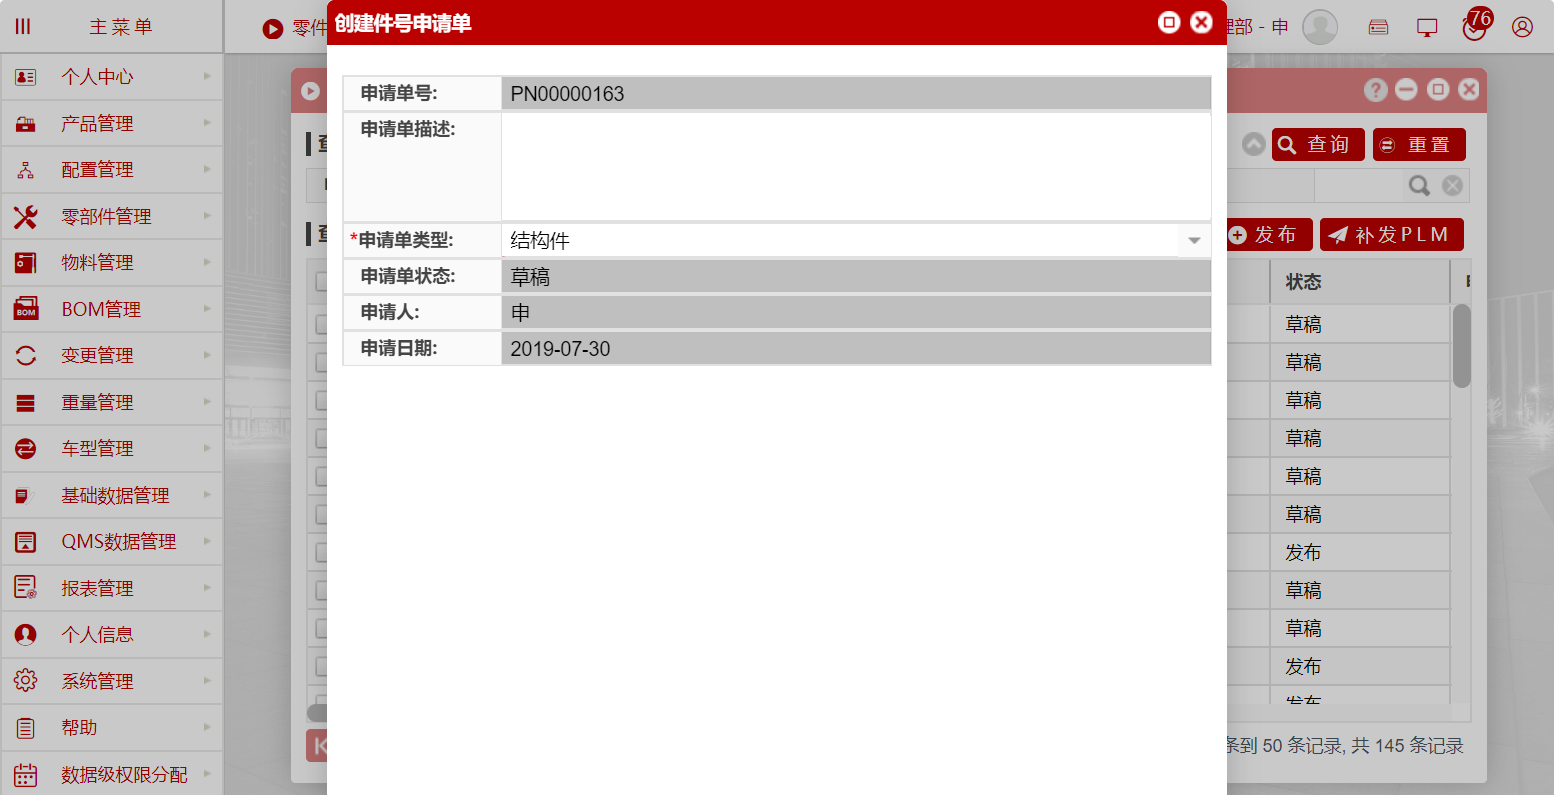 主菜单
零件
理部 - 申
76
个人中心
产品管理
配置管理
零部件管理
物料管理
BOM管理
变更管理
重量管理
车型管理
基础数据管理
QMS数据管理
报表管理
个人信息
系统管理
帮助
数据级权限分配
创建件号申请单
申请单号: PN00000163
申请单描述:
*申请单类型: 结构件
申请单状态: 草稿
申请人: 申
申请日期: 2019-07-30
查询
重置
发布
补发PLM
状态
草稿
草稿
草稿
草稿
草稿
草稿
发布
草稿
草稿
发布
发布
条到 50 条记录, 共 145 条记录